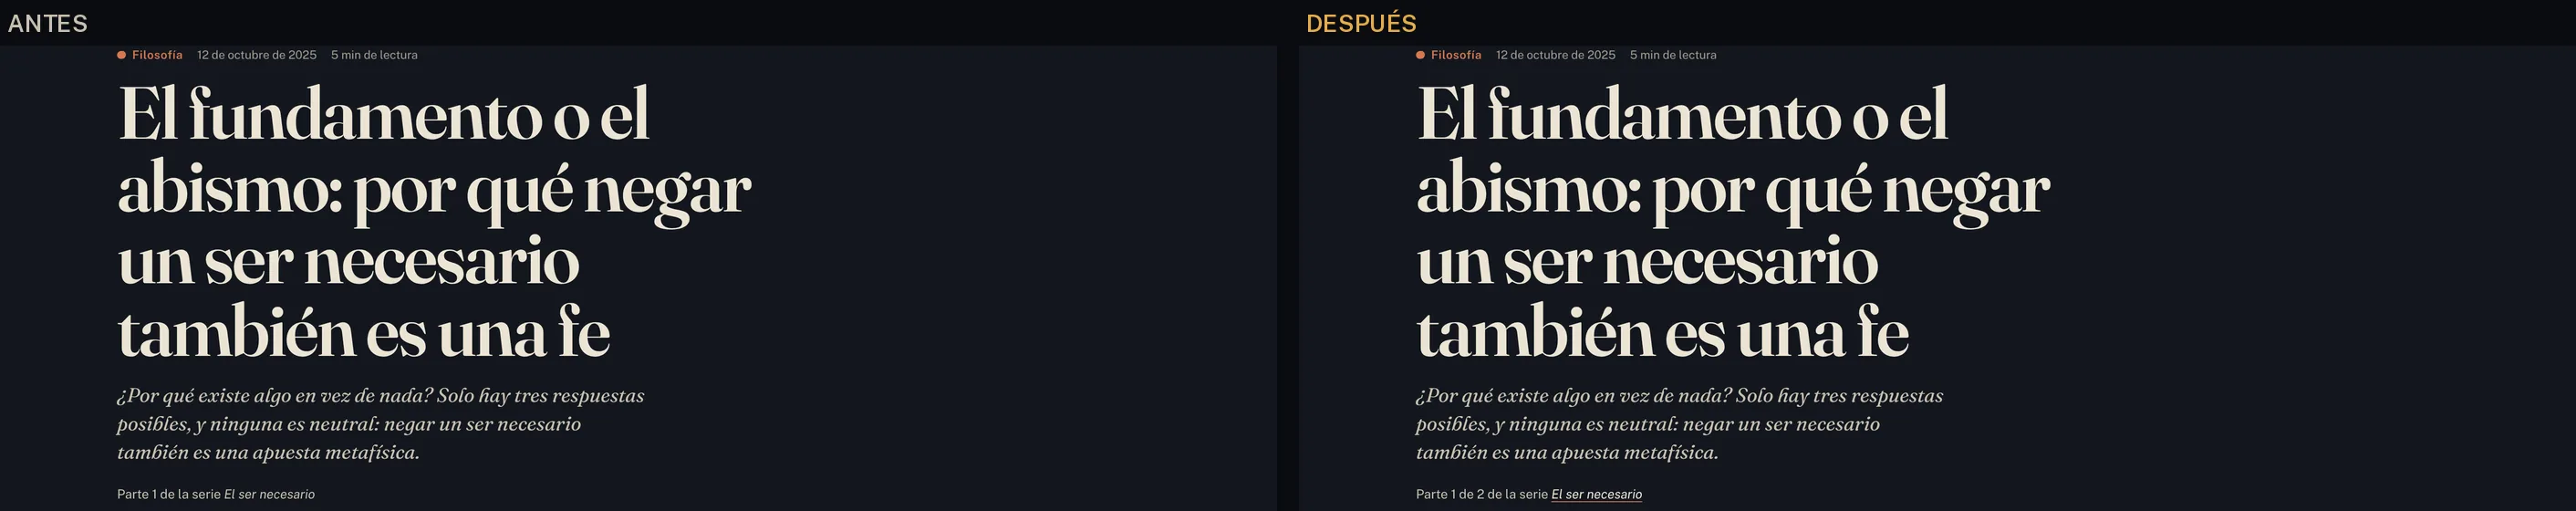 ANTES
Filosofía 12 de octubre de 2025 5 min de lectura
El fundamento o el
abismo: por qué negar
un ser necesario
también es una fe
¿Por qué existe algo en vez de nada? Solo hay tres respuestas
posibles, y ninguna es neutral: negar un ser necesario
también es una apuesta metafísica.
Parte 1 de la serie El ser necesario
DESPUÉS
Filosofía 12 de octubre de 2025 5 min de lectura
El fundamento o el
abismo: por qué negar
un ser necesario
también es una fe
¿Por qué existe algo en vez de nada? Solo hay tres respuestas
posibles, y ninguna es neutral: negar un ser necesario
también es una apuesta metafísica.
Parte 1 de 2 de la serie El ser necesario